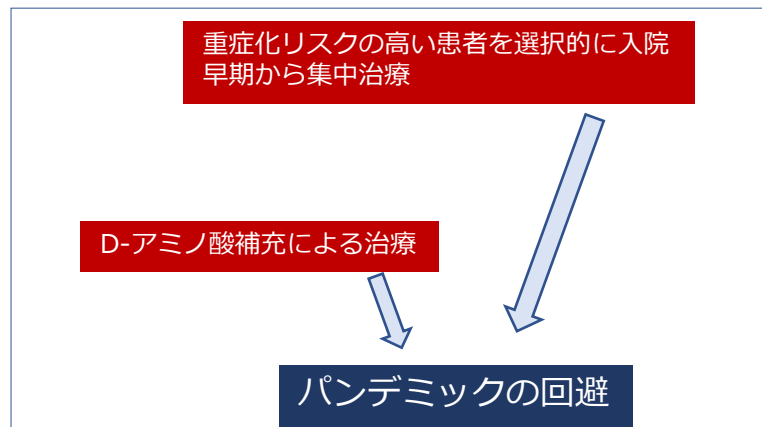 重症化リスクの高い患者を選択的に入院
早期から集中治療
D-アミノ酸補充による治療
パンデミックの回避